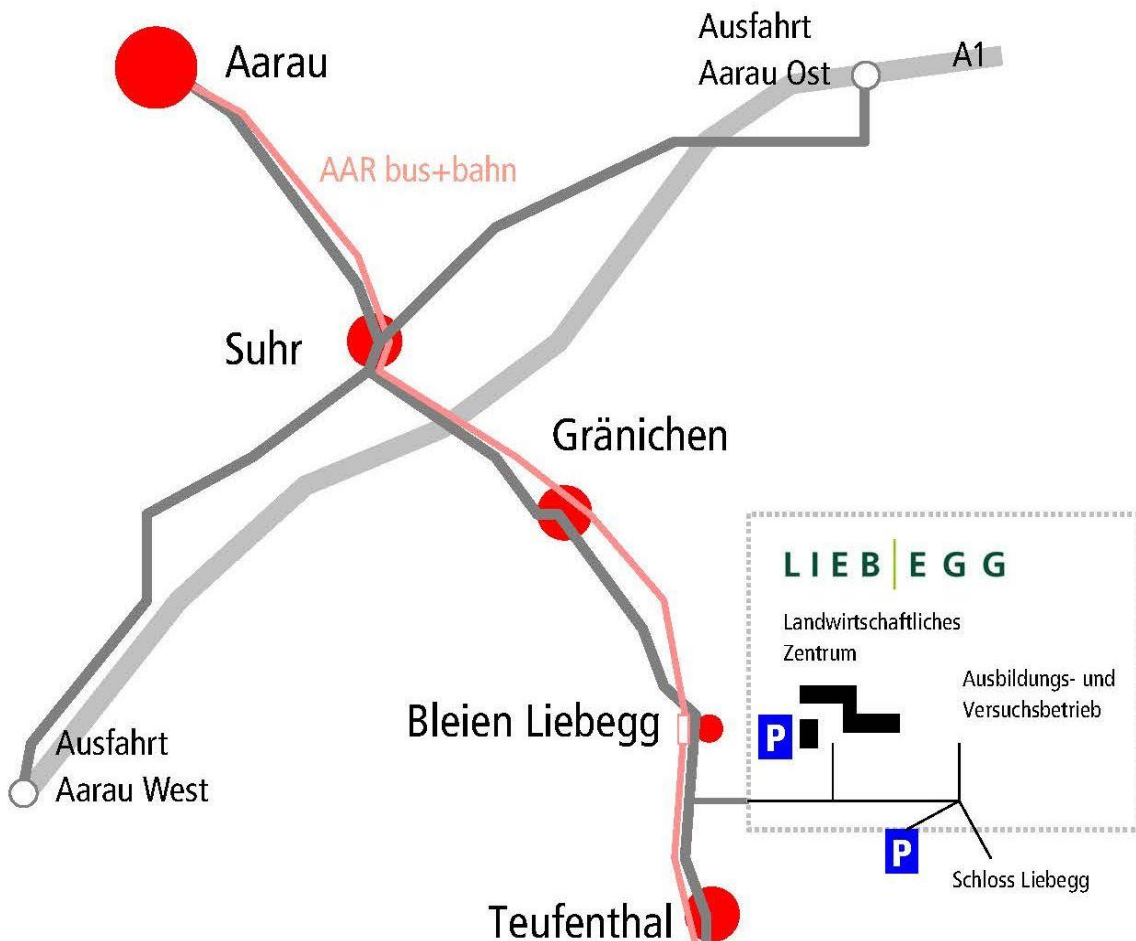 Aarau
Ausfahrt
Aarau Ost
A1
AAR bus+bahn
Suhr
Gränichen
LIEB|EGG
Landwirtschaftliches
Zentrum
Ausbildungs- und
Versuchsbetrieb
Bleien Liebegg
P
Ausfahrt
Aarau West
P
Schloss Liebegg
Teufenthal